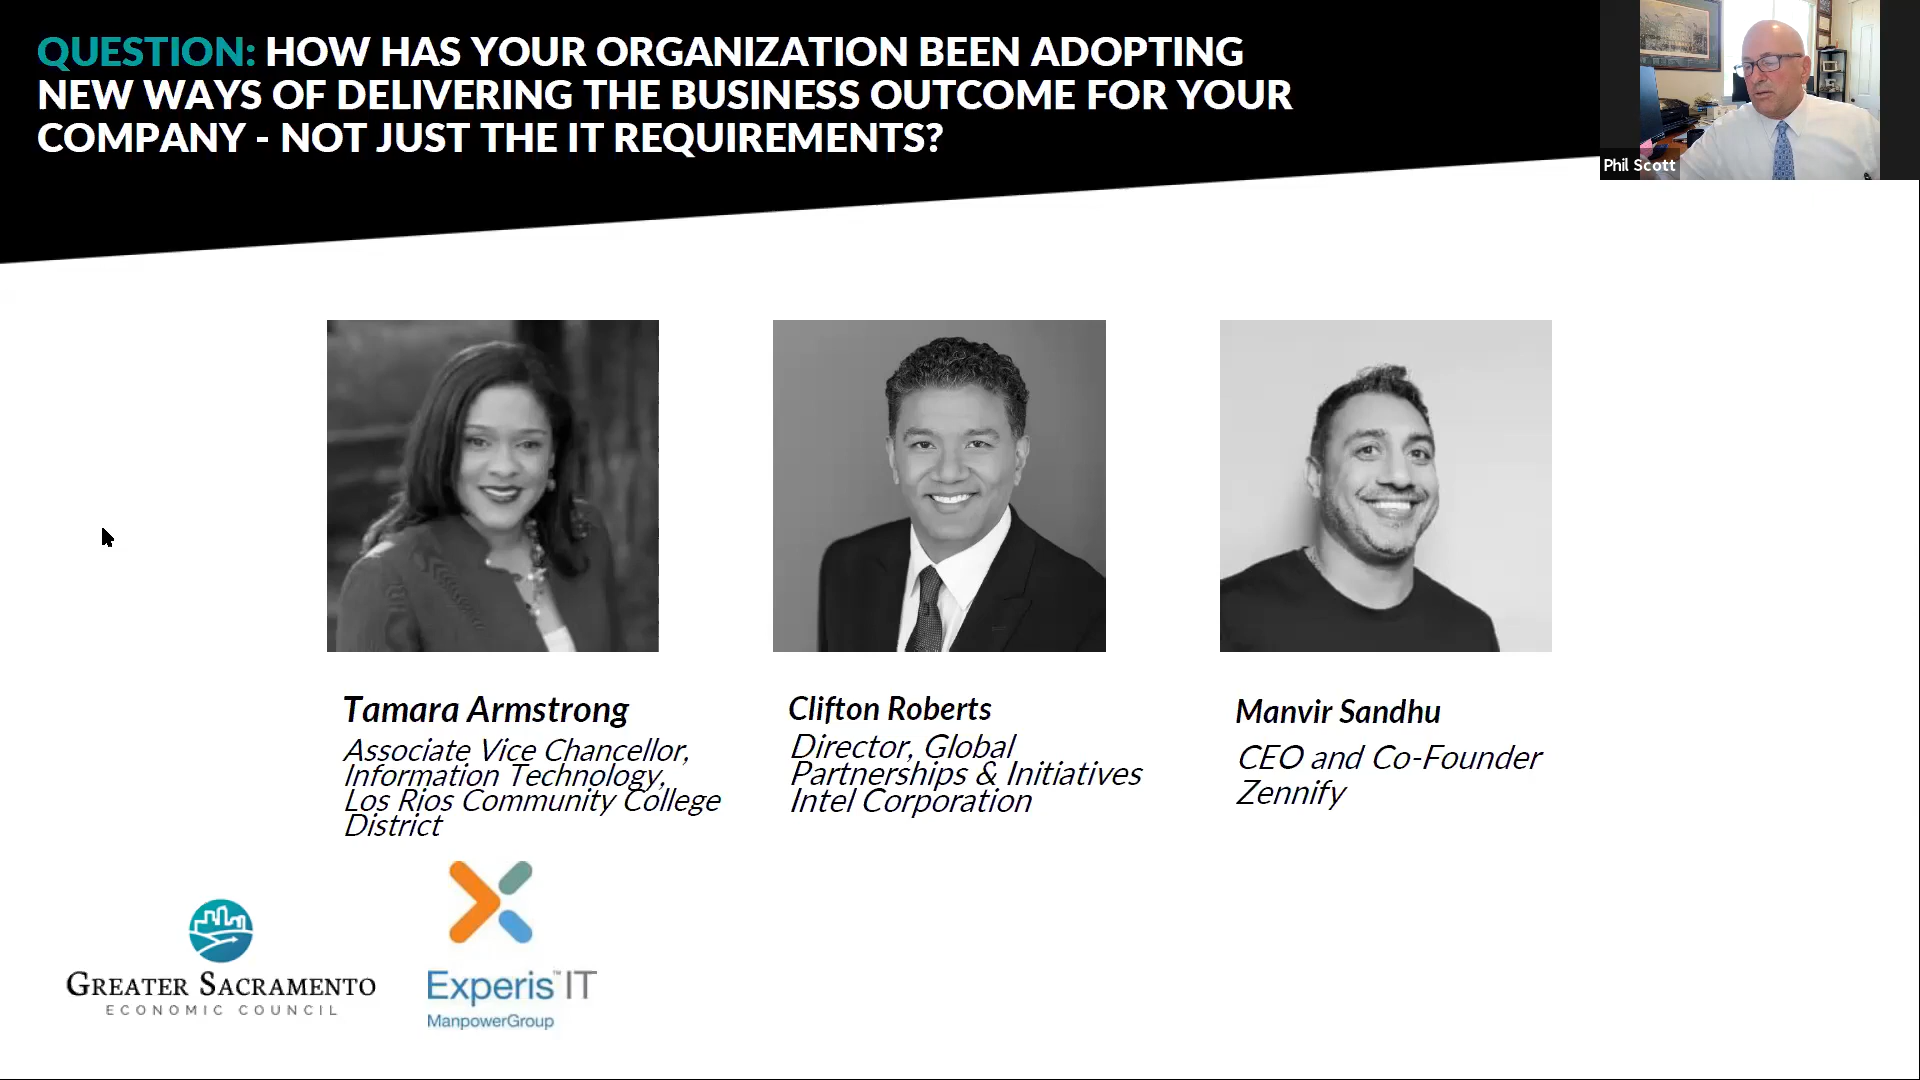 QUESTION: HOW HAS YOUR ORGANIZATION BEEN ADOPTING
NEW WAYS OF DELIVERING THE BUSINESS OUTCOME FOR YOUR
COMPANY - NOT JUST THE IT REQUIREMENTS?
Phil Scott
Tamara Armstrong
Associate Vice Chancellor,
Information Technology,
Los Rios Community College
District
Clifton Roberts
Director, Global
Partnerships & Initiatives
Intel Corporation
Manvir Sandhu
CEO and Co-Founder
Zennify
GREATER SACRAMENTO
ECONOMIC COUNCIL
Experis™ IT
ManpowerGroup